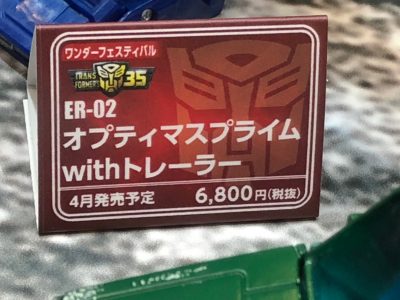 ワンダーフェスティバル
TRANS FORMERS 35
ER-02
オプティマスプライム
withトレーラー
4月発売予定 6,800円(税抜)